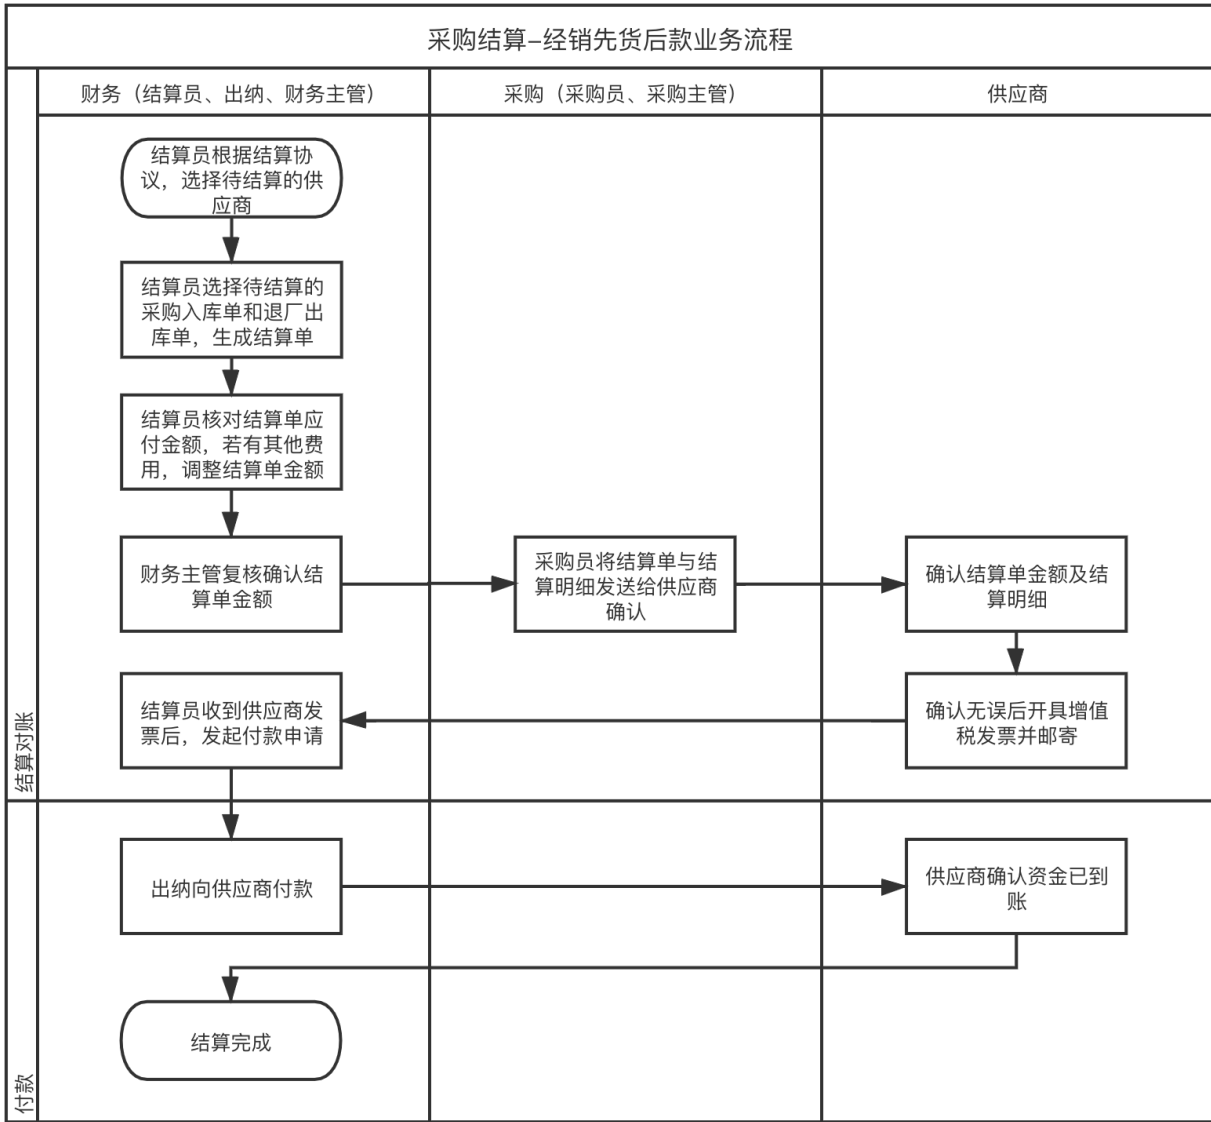 采购结算–经销先货后款业务流程
财务（结算员、出纳、财务主管）
采购（采购员、采购主管）
供应商
结算员根据结算协
议，选择待结算的供
应商
结算员选择待结算的
采购入库单和退厂出
库单，生成结算单
结算员核对结算单应
付金额，若有其他费
用，调整结算单金额
财务主管复核确认结
算单金额
采购员将结算单与结
算明细发送给供应商
确认
确认结算单金额及结
算明细
结算员收到供应商发
票后，发起付款申请
确认无误后开具增值
税发票并邮寄
结算对账
出纳向供应商付款
供应商确认资金已到
账
结算完成
付款